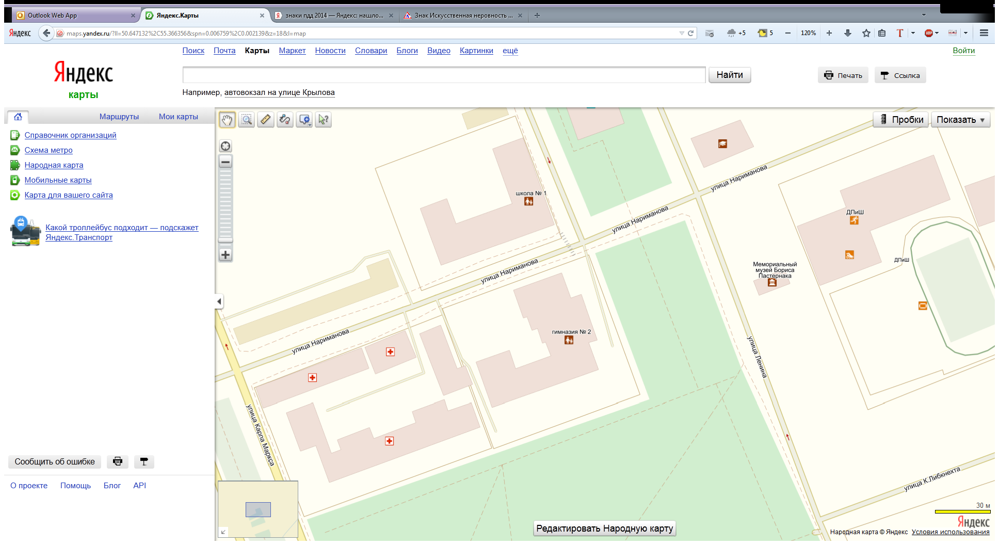 Outlook Web App
Яндекс.Карты
знаки пдд 2014 — Яндекс: нашло...
Знак Искусственная неровность ...
Яндекс
maps.yandex.ru/?ll=50.647132%2C55.366356&spn=0.006759%2C0.002139&z=18&l=map
+5
5
120%
ABP
Поиск
Почта
Карты
Маркет
Новости
Словари
Блоги
Видео
Картинки
ещё
Войти
Яндекс
карты
Найти
Печать
Ссылка
Например, автовокзал на улице Крылова
Маршруты
Мои карты
Справочник организаций
Схема метро
Народная карта
Мобильные карты
Карта для вашего сайта
Какой троллейбус подходит — подскажет
Яндекс.Транспорт
Сообщить об ошибке
О проекте
Помощь
Блог
API
Пробки
Показать
улица Нариманова
школа № 1
улица Нариманова
ДПиШ
ДПиШ
Мемориальный
музей Бориса
Пастернака
улица Нариманова
гимназия № 2
улица Нариманова
улица Ленина
улица Карла Маркса
улица К.Либкнехта
30 м
Яндекс
Редактировать Народную карту
Народная карта © Яндекс Условия использования